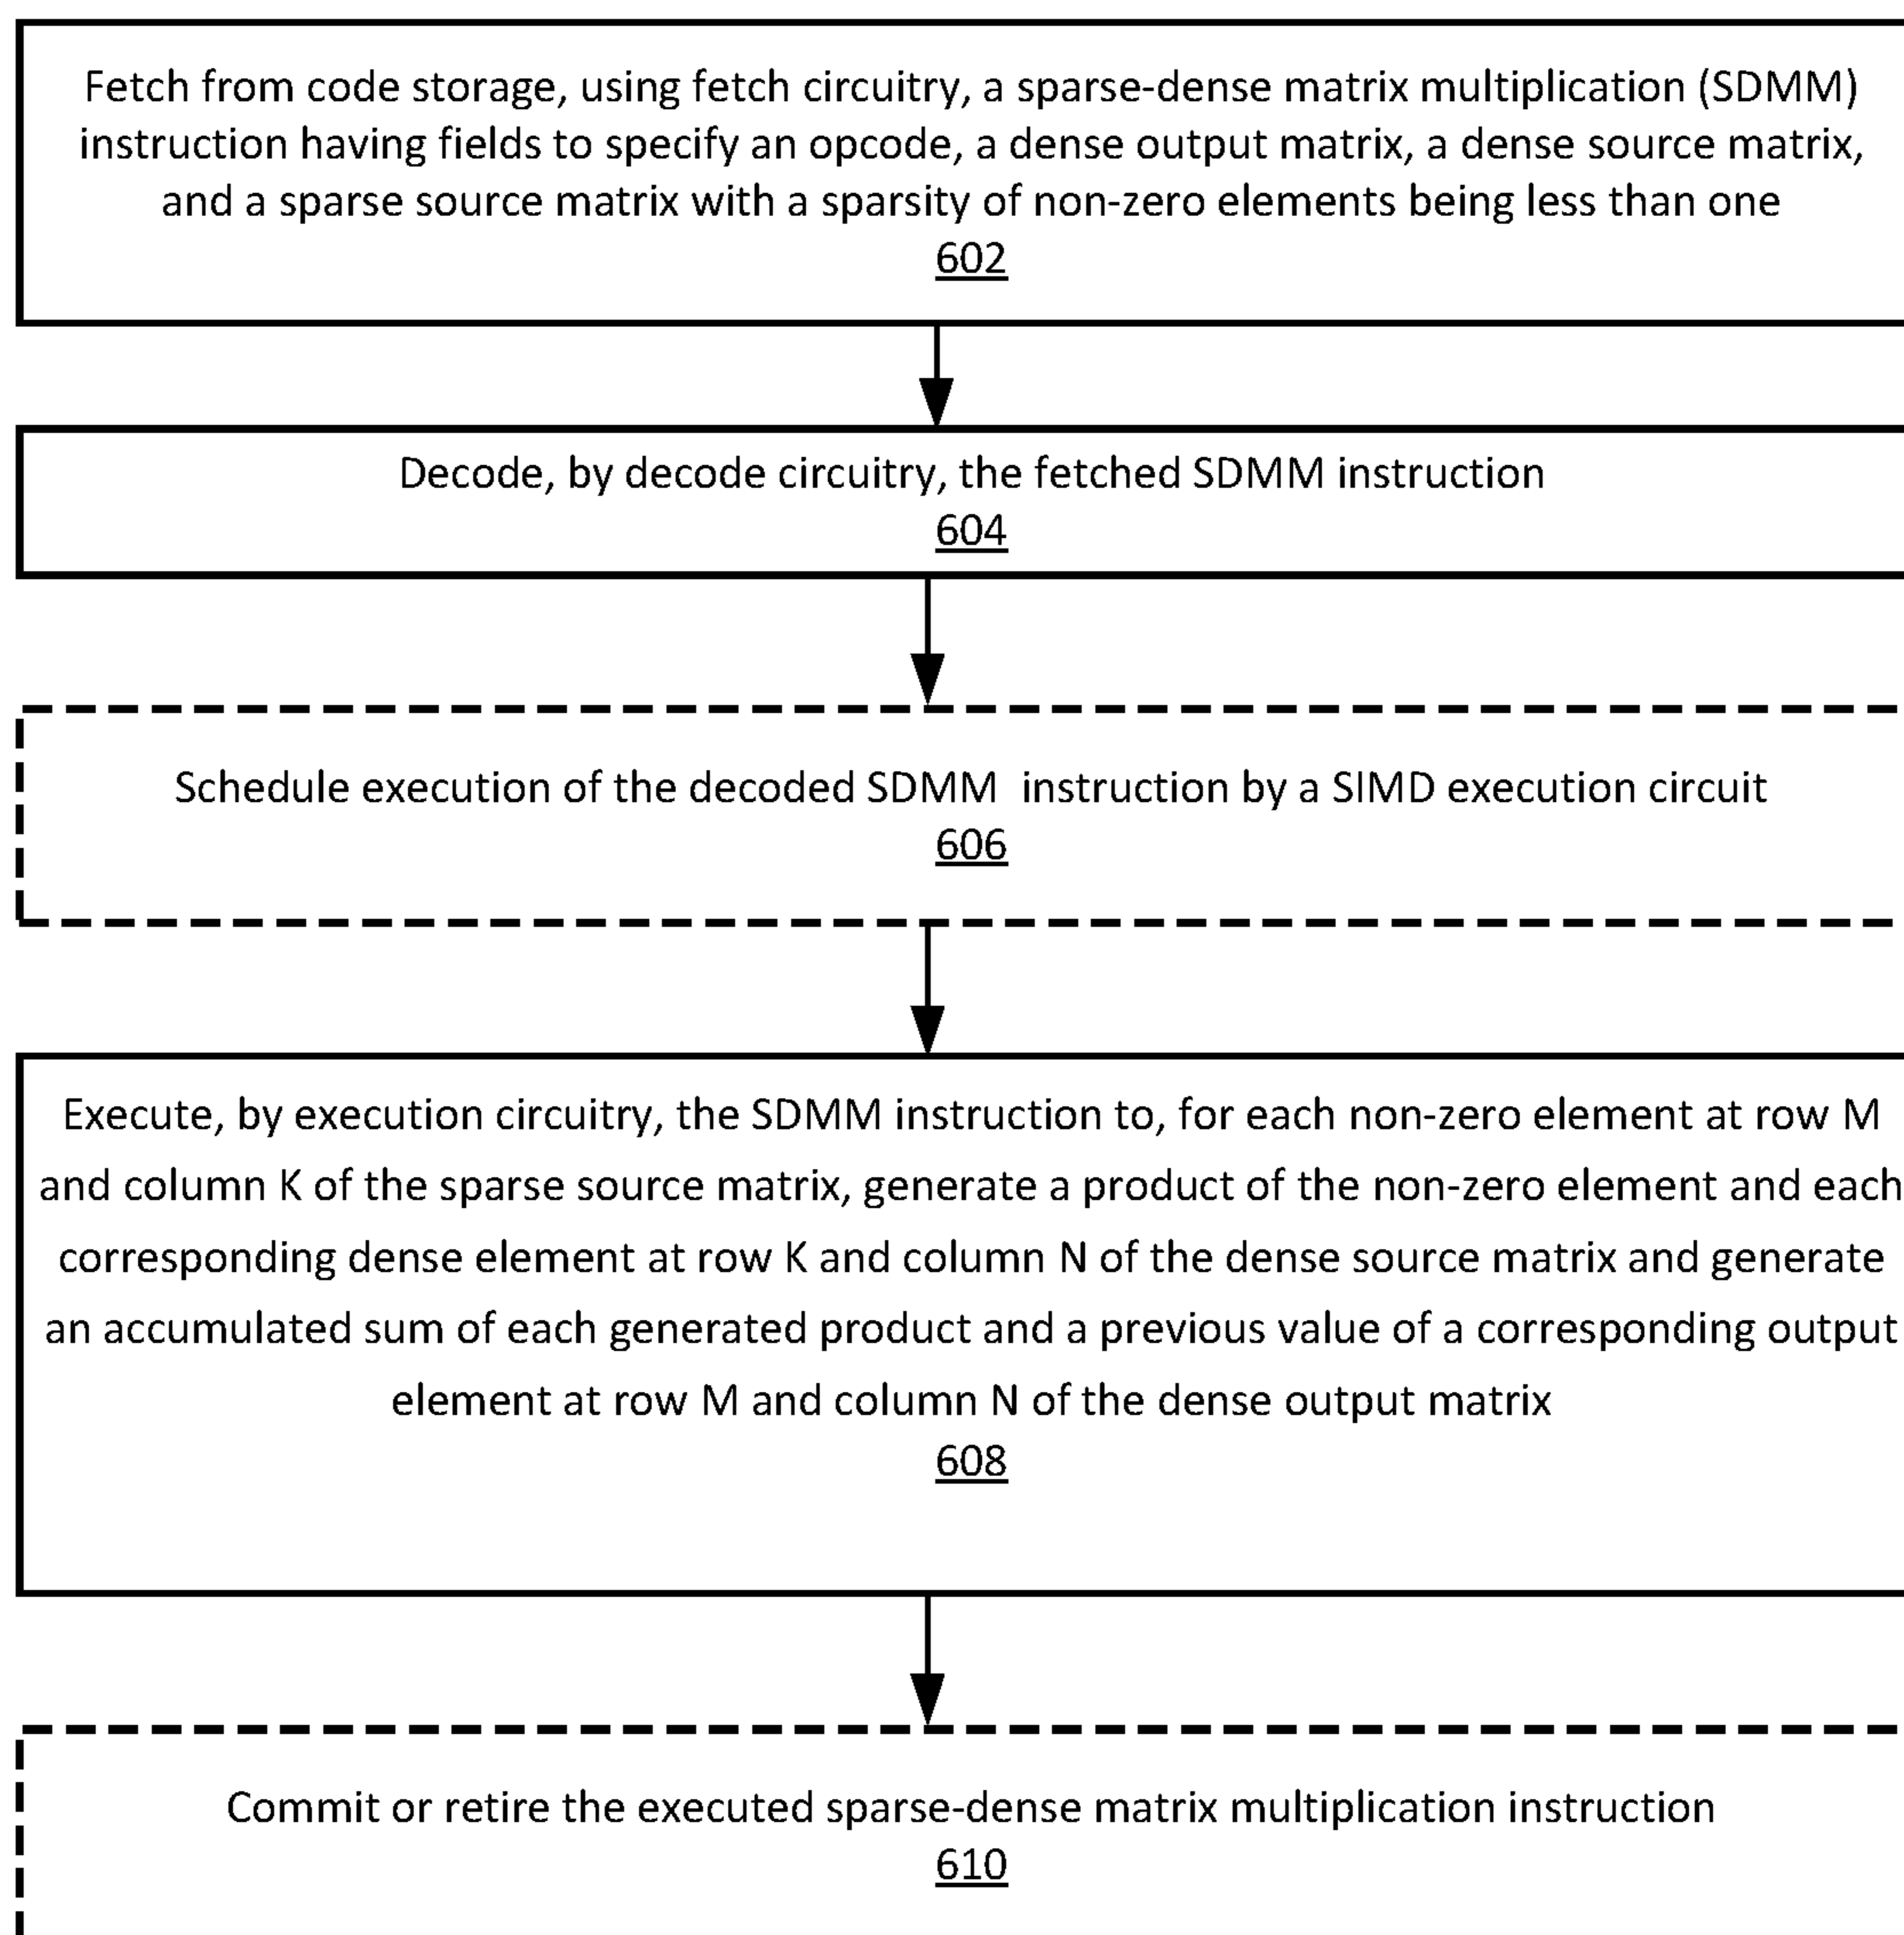 Fetch from code storage, using fetch circuitry, a sparse-dense matrix multiplication (SDMM)
instruction having fields to specify an opcode, a dense output matrix, a dense source matrix,
and a sparse source matrix with a sparsity of non-zero elements being less than one
602
Decode, by decode circuitry, the fetched SDMM instruction
604
Schedule execution of the decoded SDMM instruction by a SIMD execution circuit
606
Execute, by execution circuitry, the SDMM instruction to, for each non-zero element at row M
and column K of the sparse source matrix, generate a product of the non-zero element and each
corresponding dense element at row K and column N of the dense source matrix and generate
an accumulated sum of each generated product and a previous value of a corresponding output
element at row M and column N of the dense output matrix
608
Commit or retire the executed sparse-dense matrix multiplication instruction
610